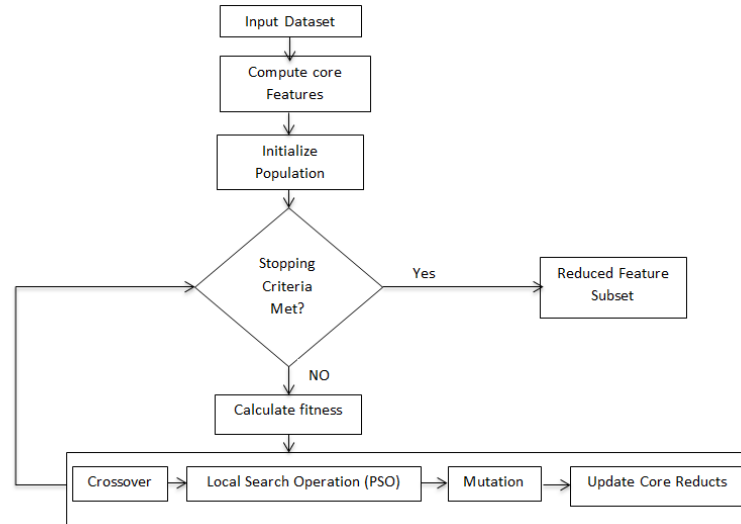 Input Dataset
Compute core
Features
Initialize
Population
Stopping
Criteria
Met?
Yes
Reduced Feature
Subset
NO
Calculate fitness
Crossover
Local Search Operation (PSO)
Mutation
Update Core Reducts